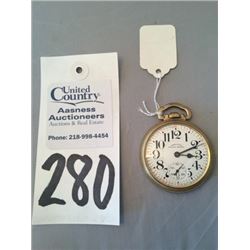 United
Country
Aasness
Auctioneers
Auctions & Real Estate
Phone: 218-998-4454
280